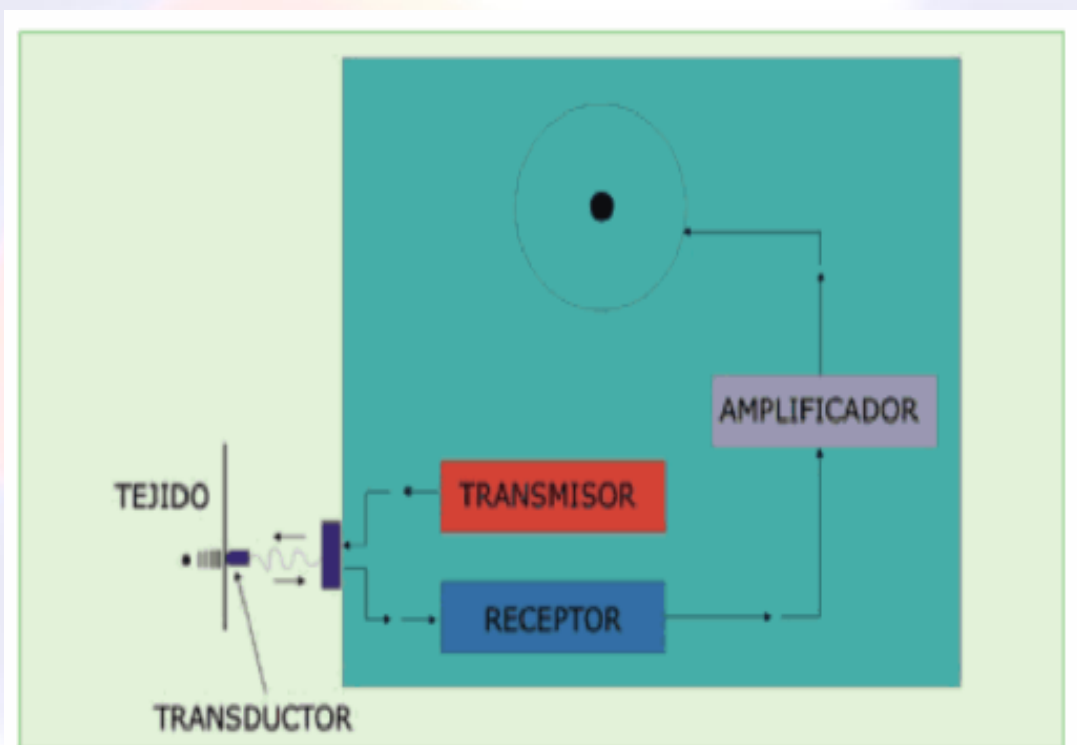 AMPLIFICADOR
TEJIDO
TRANSMISOR
RECEPTOR
TRANSDUCTOR